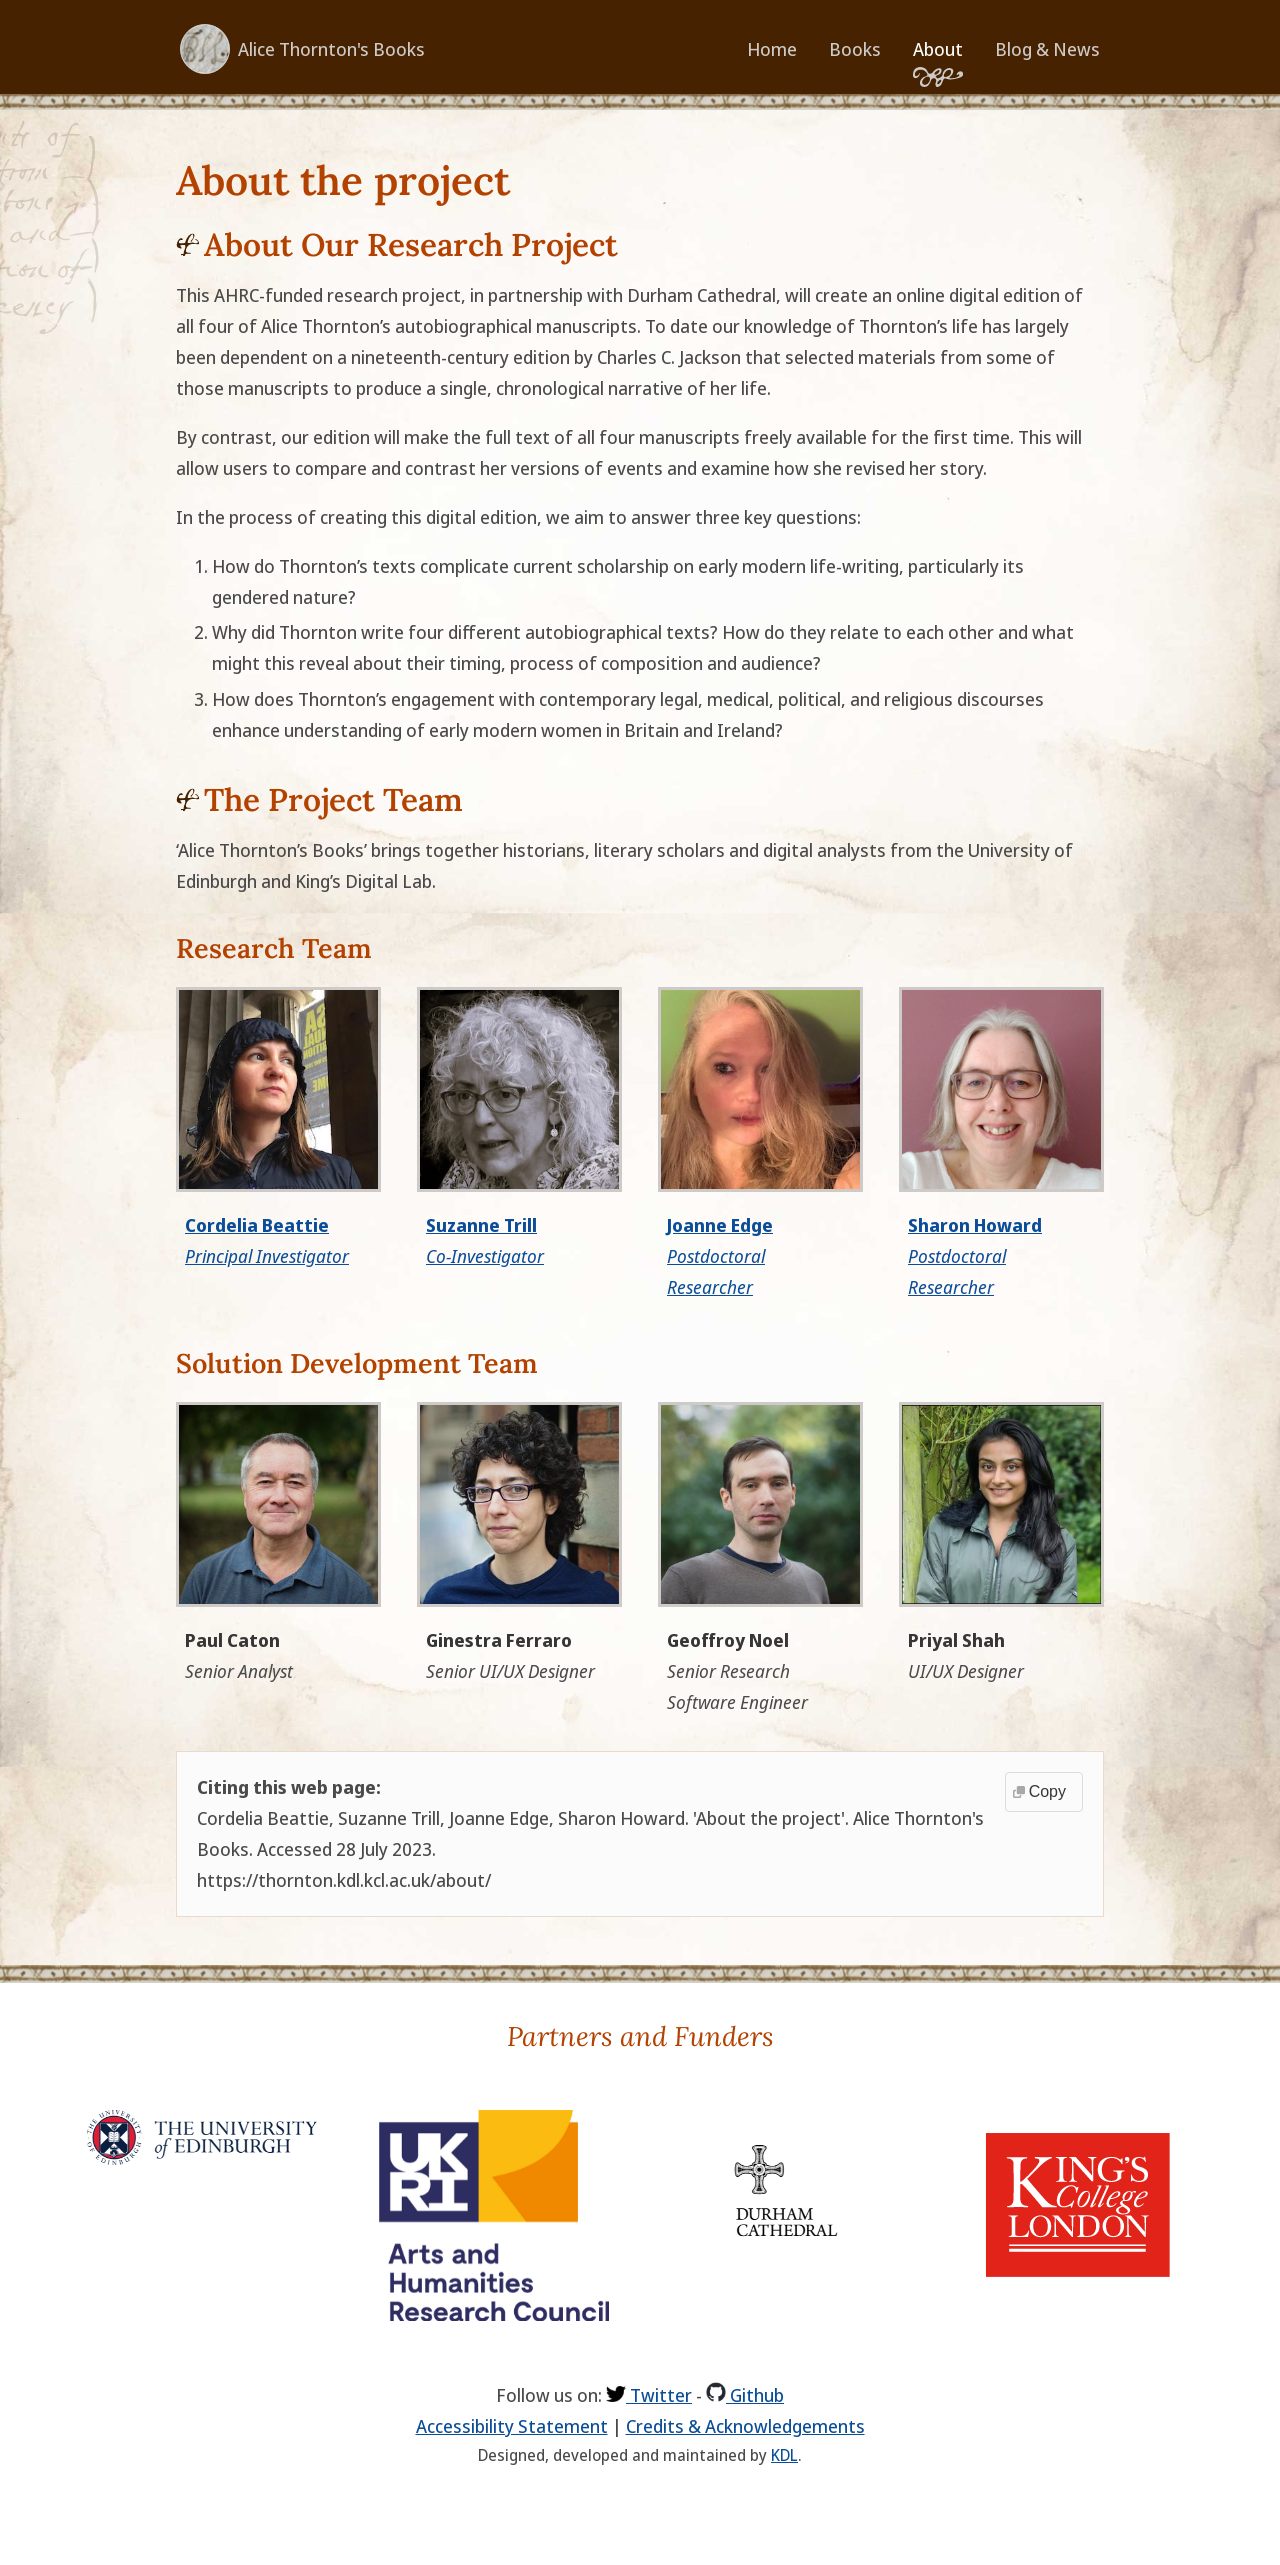 Alice Thornton's Books
Home
Books
About
Blog & News
About the project
About Our Research Project
This AHRC-funded research project, in partnership with Durham Cathedral, will create an online digital edition of
all four of Alice Thornton’s autobiographical manuscripts. To date our knowledge of Thornton’s life has largely
been dependent on a nineteenth-century edition by Charles C. Jackson that selected materials from some of
those manuscripts to produce a single, chronological narrative of her life.
By contrast, our edition will make the full text of all four manuscripts freely available for the first time. This will
allow users to compare and contrast her versions of events and examine how she revised her story.
In the process of creating this digital edition, we aim to answer three key questions:
1. How do Thornton’s texts complicate current scholarship on early modern life-writing, particularly its
gendered nature?
2. Why did Thornton write four different autobiographical texts? How do they relate to each other and what
might this reveal about their timing, process of composition and audience?
3. How does Thornton’s engagement with contemporary legal, medical, political, and religious discourses
enhance understanding of early modern women in Britain and Ireland?
The Project Team
‘Alice Thornton’s Books’ brings together historians, literary scholars and digital analysts from the University of
Edinburgh and King’s Digital Lab.
Research Team
Cordelia Beattie
Principal Investigator
Suzanne Trill
Co-Investigator
Joanne Edge
Postdoctoral
Researcher
Sharon Howard
Postdoctoral
Researcher
Solution Development Team
Paul Caton
Senior Analyst
Ginestra Ferraro
Senior UI/UX Designer
Geoffroy Noel
Senior Research
Software Engineer
Priyal Shah
UI/UX Designer
Citing this web page:
Copy
Cordelia Beattie, Suzanne Trill, Joanne Edge, Sharon Howard. 'About the project'. Alice Thornton's
Books. Accessed 28 July 2023.
https://thornton.kdl.kcl.ac.uk/about/
Partners and Funders
THE UNIVERSITY
of EDINBURGH
UK
RI
Arts and
Humanities
Research Council
DURHAM
CATHEDRAL
KING'S
College
LONDON
Follow us on: Twitter - Github
Accessibility Statement | Credits & Acknowledgements
Designed, developed and maintained by KDL.